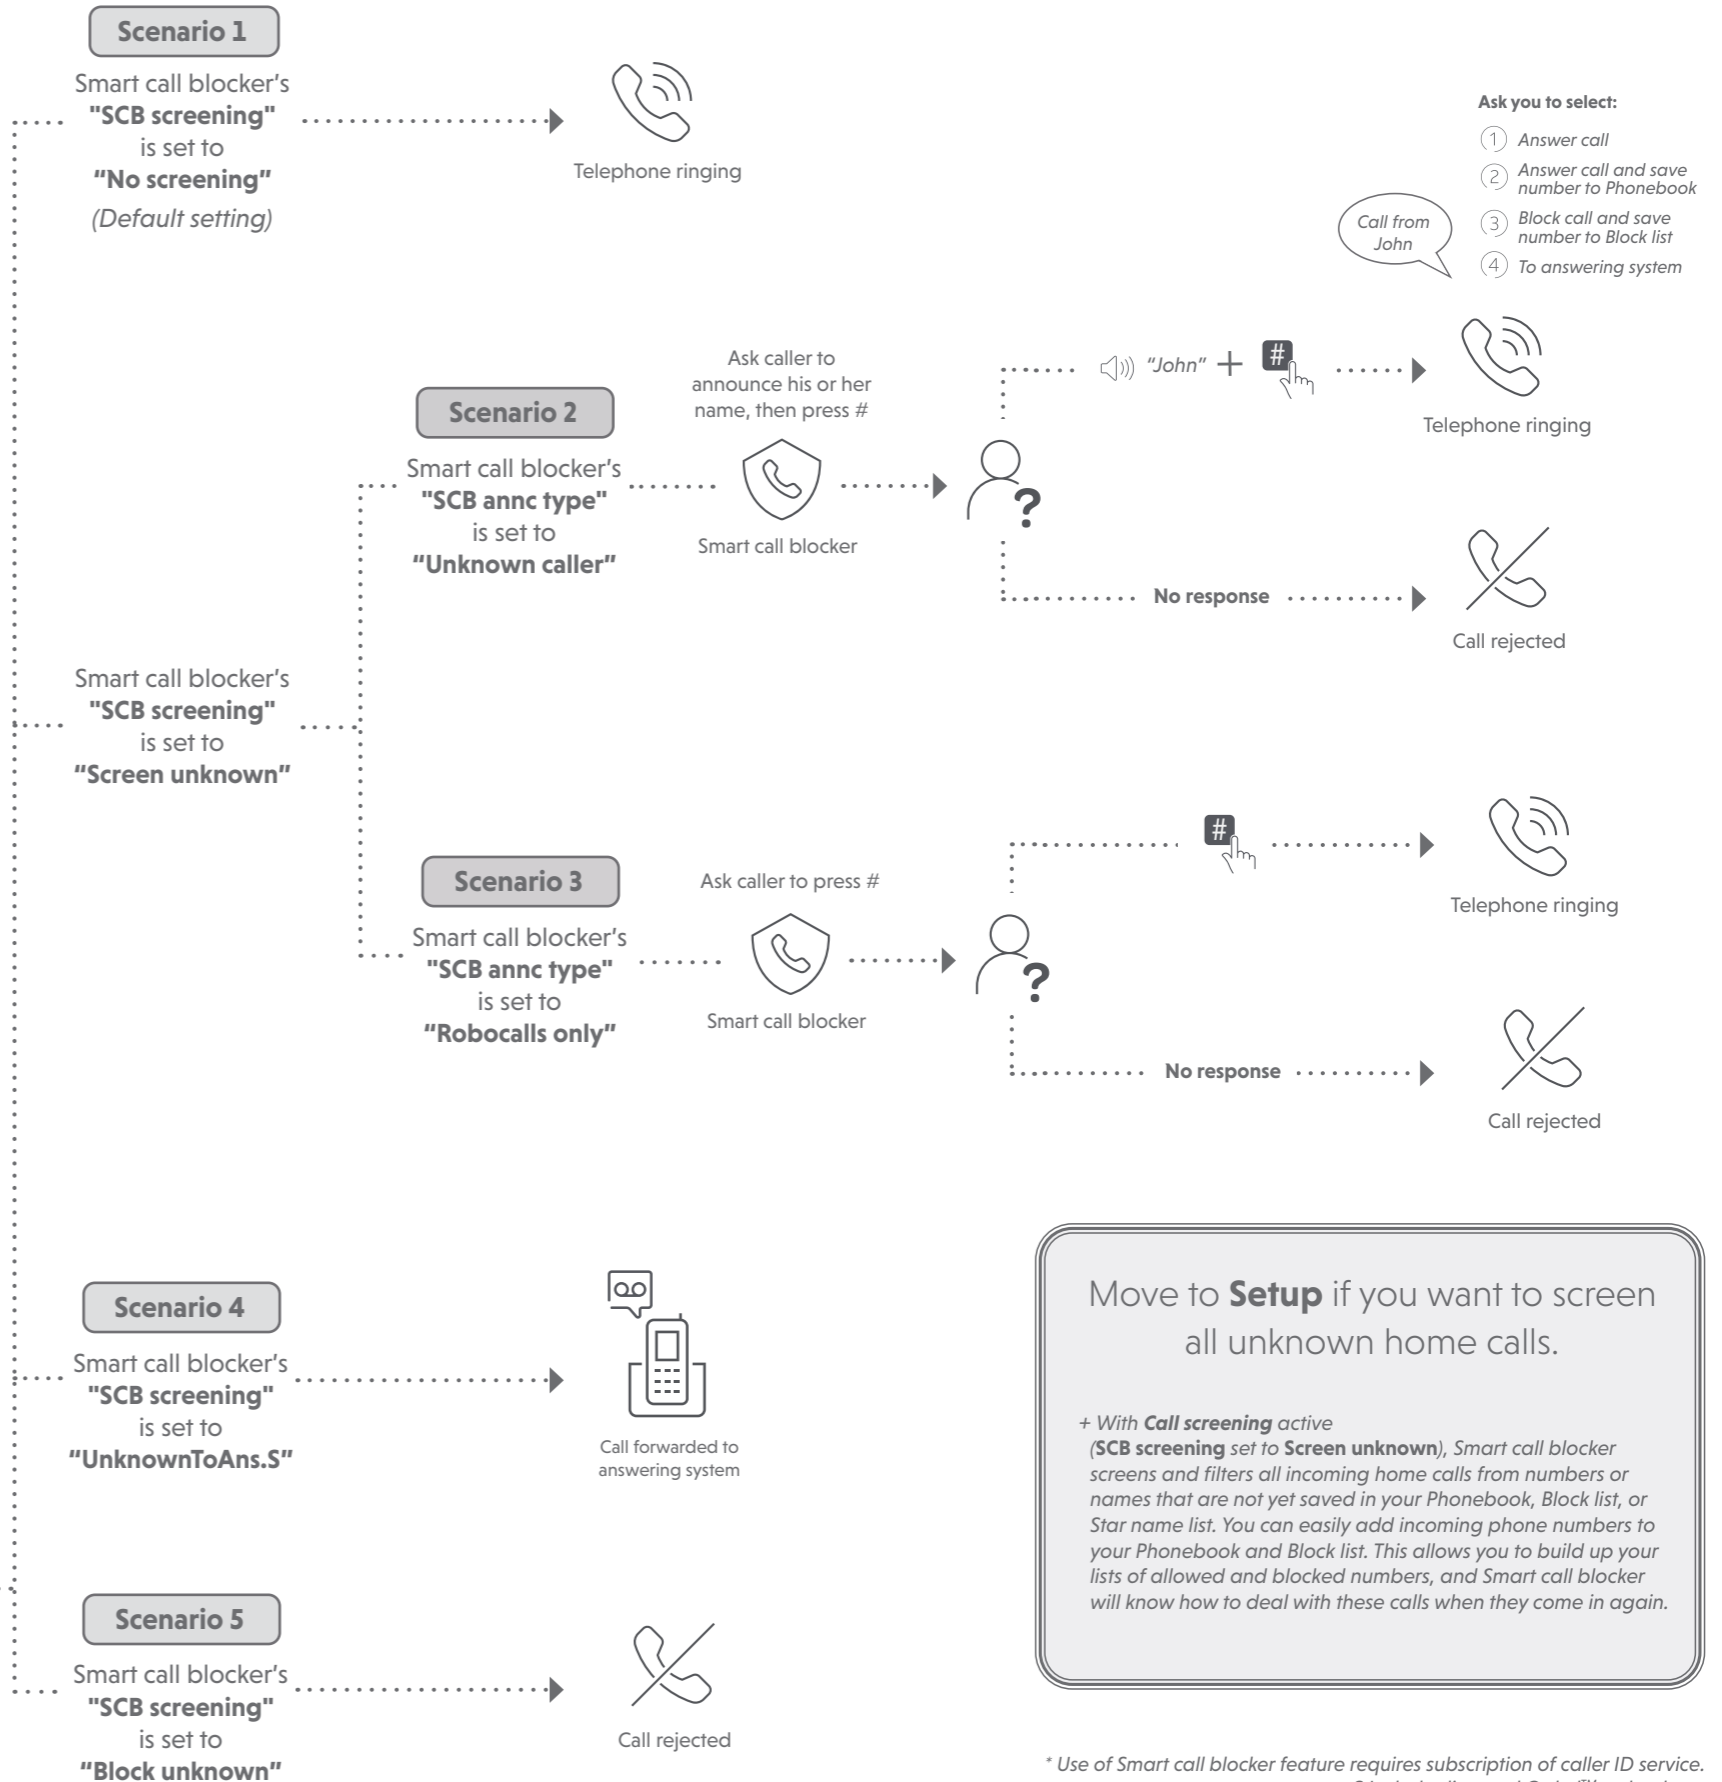 Scenario 1
Smart call blocker's
"SCB screening"
is set to
“No screening”
(Default setting)
Telephone ringing
Ask you to select:
1 Answer call
2 Answer call and save
number to Phonebook
3 Block call and save
number to Block list
4 To answering system
Call from
John
Scenario 2
Smart call blocker's
"SCB annc type"
is set to
“Unknown caller”
Ask caller to
announce his or her
name, then press #
Smart call blocker
?
“John” + #
Telephone ringing
No response
Call rejected
Smart call blocker's
"SCB screening"
is set to
“Screen unknown”
Scenario 3
Smart call blocker's
"SCB annc type"
is set to
“Robocalls only”
Ask caller to press #
Smart call blocker
?
#
Telephone ringing
No response
Call rejected
Scenario 4
Smart call blocker's
"SCB screening"
is set to
“UnknownToAns.S”
Call forwarded to
answering system
Scenario 5
Smart call blocker's
"SCB screening"
is set to
“Block unknown”
Call rejected
Move to Setup if you want to screen
all unknown home calls.
+ With Call screening active
(SCB screening set to Screen unknown), Smart call blocker
screens and filters all incoming home calls from numbers or
names that are not yet saved in your Phonebook, Block list, or
Star name list. You can easily add incoming phone numbers to
your Phonebook and Block list. This allows you to build up your
lists of allowed and blocked numbers, and Smart call blocker
will know how to deal with these calls when they come in again.
* Use of Smart call blocker feature requires subscription of caller ID service.